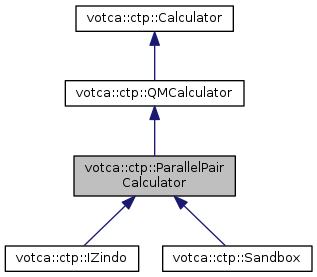 votca::ctp::Calculator
votca::ctp::QMCalculator
votca::ctp::ParallelPair
Calculator
votca::ctp::IZindo
votca::ctp::Sandbox